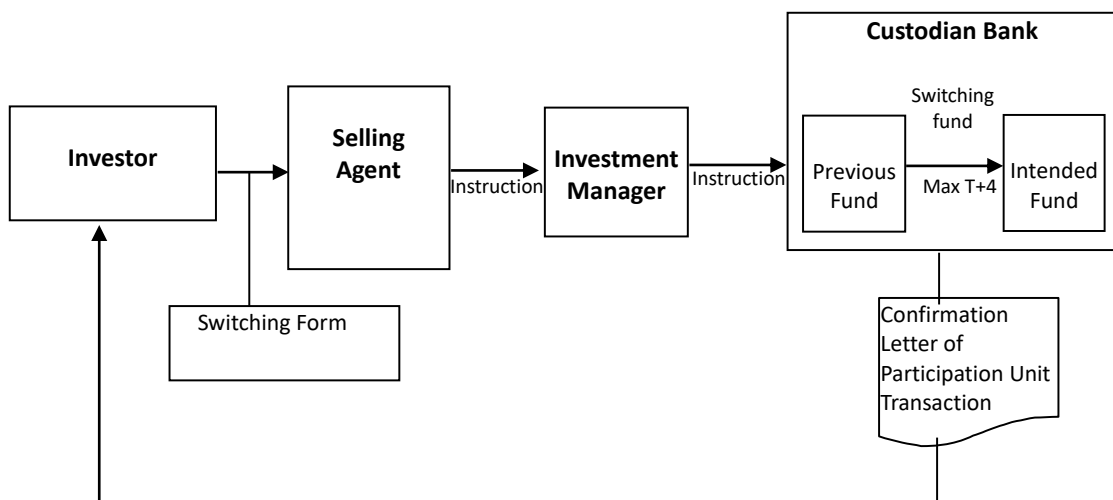 Custodian Bank
Investor
Selling
Agent
Instruction
Investment
Manager
Instruction
Switching
fund
Previous
Fund
Max T+4
Intended
Fund
Switching Form
Confirmation
Letter of
Participation Unit
Transaction